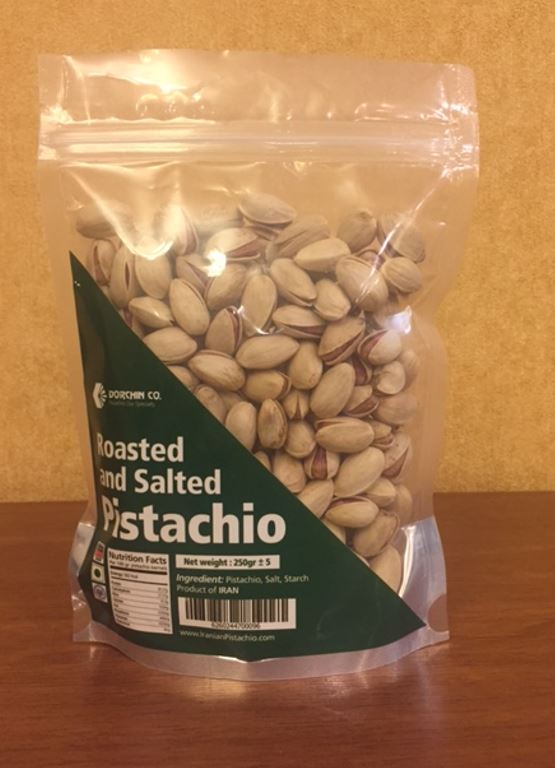 DORCHIN CO.
Roasted
and Salted
Pistachio
Nutrition Facts
Net weight : 250gr ± 5
Ingredient: Pistachio, Salt, Starch
Product of IRAN
6260244700096
www.IranianPistachio.com